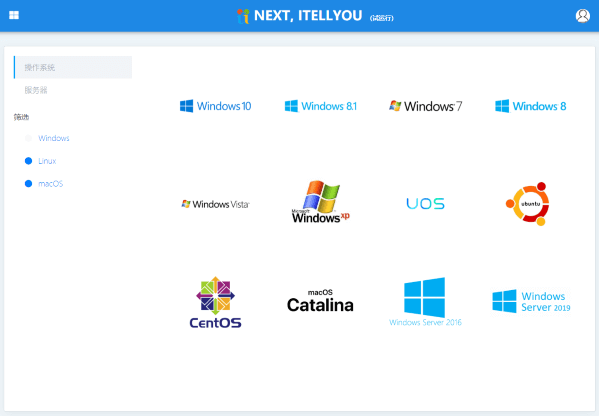 NEXT, ITELLYOU (试运行)
操作系统
服务器
筛选
Windows
Linux
macOS
Windows 10
Windows 8.1
Windows 7
Windows 8
Windows Vista
Microsoft
Windows xp
UOS
ubuntu
CentOS
macOS
Catalina
Windows Server 2016
Windows
Server 2019